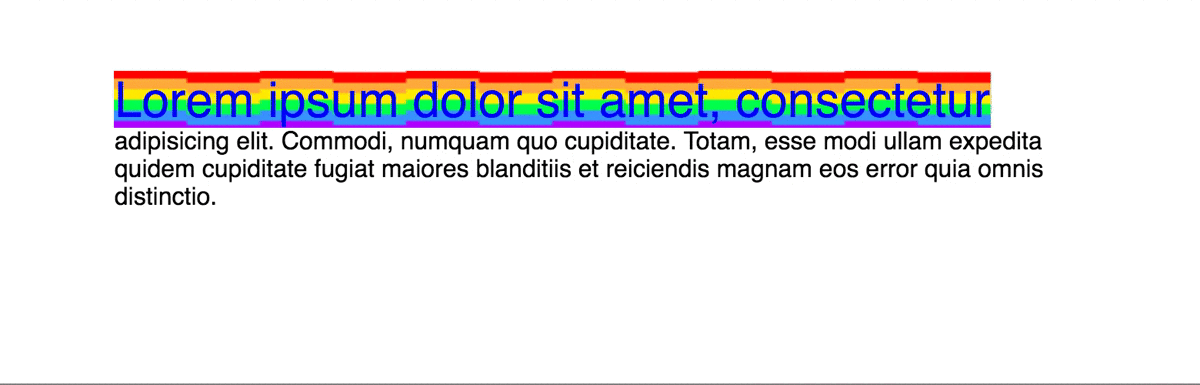 Lorem ipsum dolor sit amet, consectetur
adipisicing elit. Commodi, numquam quo cupiditate. Totam, esse modi ullam expedita
quidem cupiditate fugiat maiores blanditiis et reiciendis magnam eos error quia omnis
distinctio.